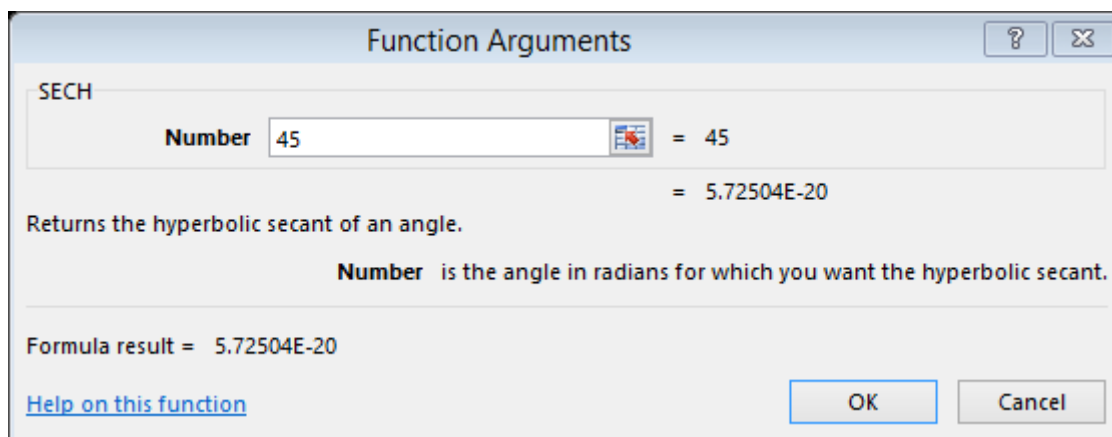 Function Arguments
SECH
Number 45 = 45
= 5.72504E-20
Returns the hyperbolic secant of an angle.
Number is the angle in radians for which you want the hyperbolic secant.
Formula result = 5.72504E-20
Help on this function OK Cancel